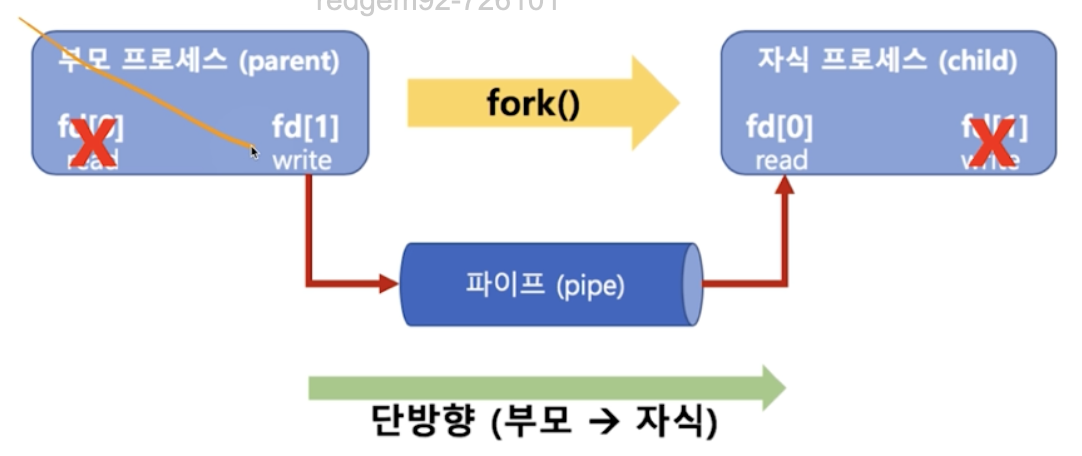 redgem92-726101
부모 프로세스 (parent)
fork()
자식 프로세스 (child)
fd[0]
fd[1]
fd[0]
fd[1]
read
write
read
write
파이프 (pipe)
단방향 (부모 → 자식)